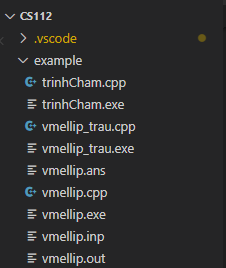 CS112
.vscode
example
trinhCham.cpp
trinhCham.exe
vmellip_trau.cpp
vmellip_trau.exe
vmellip.ans
vmellip.cpp
vmellip.exe
vmellip.inp
vmellip.out